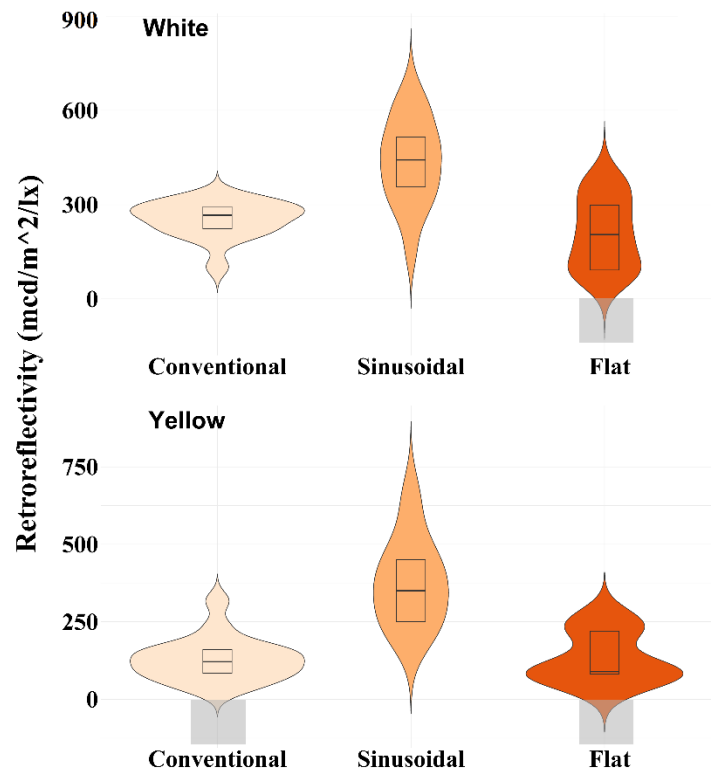 Retroreflectivity (mcd/m^2/lx)
White
900
600
300
0
Conventional Sinusoidal Flat
Yellow
750
500
250
0
Conventional Sinusoidal Flat